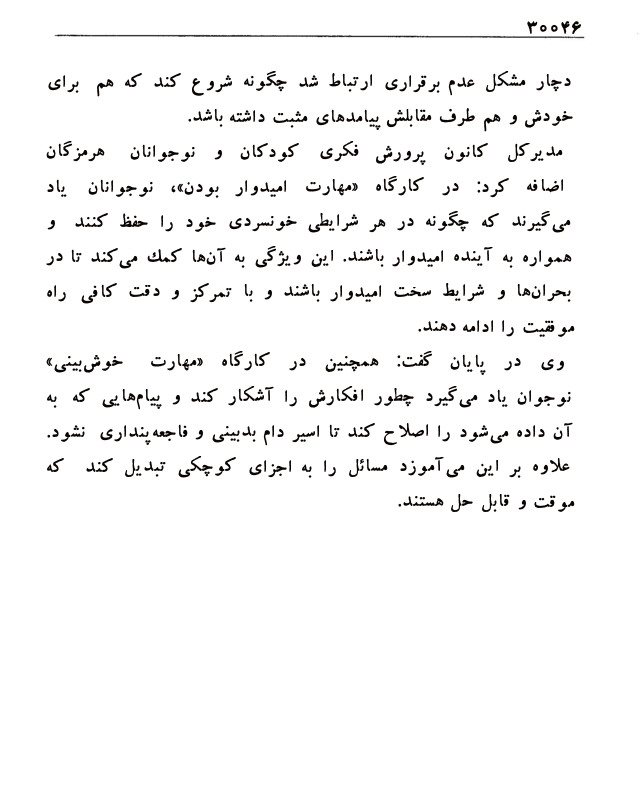 ۳۰۰۴۶
دچار مشکل عدم برقراری ارتباط شد چگونه شروع کند که هم برای
خودش و هم طرف مقابلش پیامدهای مثبت داشته باشد.
مدیرکل کانون پرورش فکری کودکان و نوجوانان هرمزگان
اضافه کرد: در کارگاه «مهارت امیدوار بودن»، نوجوانان یاد
می‌گیرند که چگونه در هر شرایطی خونسردی خود را حفظ کنند و
همواره به آینده امیدوار باشند. این ویژگی به آن‌ها کمك می‌کند تا در
بحران‌ها و شرایط سخت امیدوار باشند و با تمرکز و دقت کافی راه
موفقیت را ادامه دهند.
وی در پایان گفت: همچنین در کارگاه «مهارت خوش‌بینی»
نوجوان یاد می‌گیرد چطور افکارش را آشکار کند و پیام‌هایی که به
آن داده می‌شود را اصلاح کند تا اسیر دام بدبینی و فاجعه‌پنداری نشود.
علاوه بر این می‌آموزد مسائل را به اجزای کوچکی تبدیل کند که
موقت و قابل حل هستند.